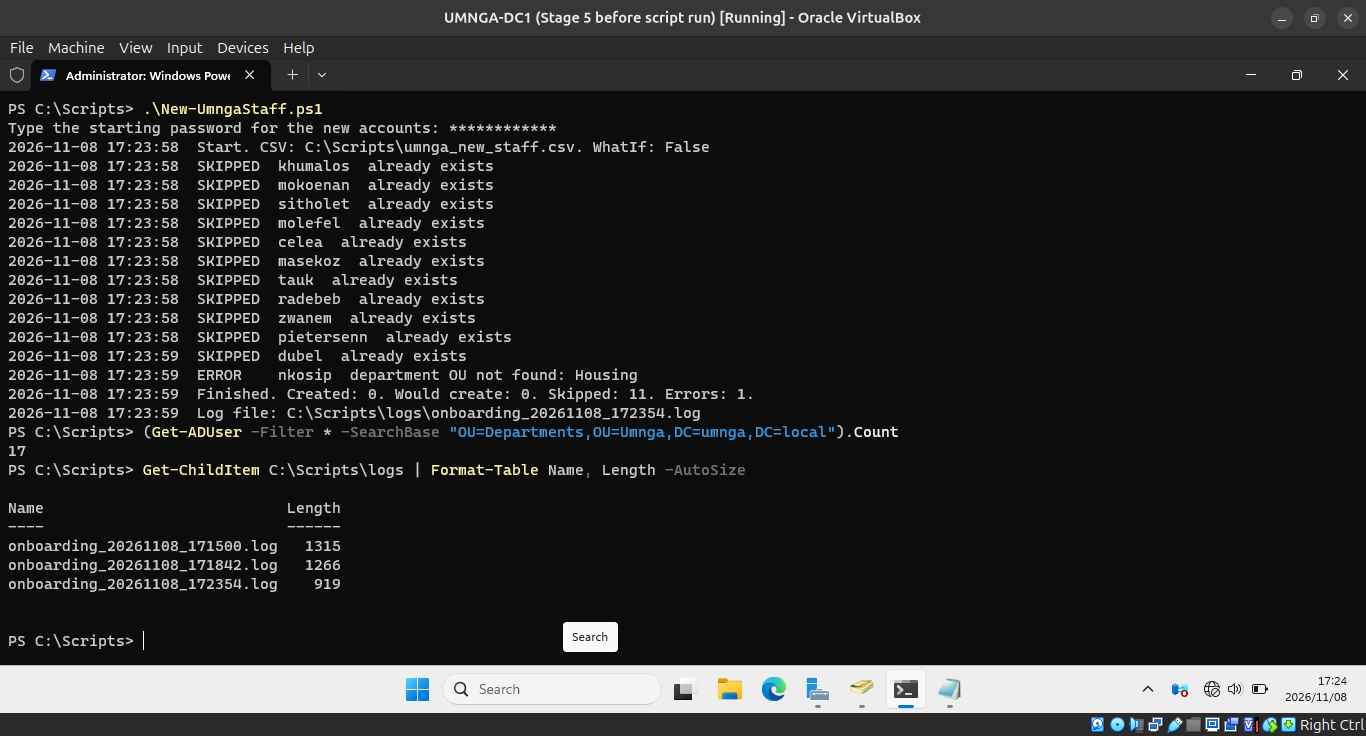 UMNGA-DC1 (Stage 5 before script run) [Running] - Oracle VirtualBox
File Machine View Input Devices Help
Administrator: Windows Powe
PS C:\Scripts> .\New-UmngaStaff.ps1
Type the starting password for the new accounts: ************
2026-11-08 17:23:58  Start. CSV: C:\Scripts\umnga_new_staff.csv. WhatIf: False
2026-11-08 17:23:58  SKIPPED  khumalos  already exists
2026-11-08 17:23:58  SKIPPED  mokoenan  already exists
2026-11-08 17:23:58  SKIPPED  sitholet  already exists
2026-11-08 17:23:58  SKIPPED  molefel  already exists
2026-11-08 17:23:58  SKIPPED  celea  already exists
2026-11-08 17:23:58  SKIPPED  masekoz  already exists
2026-11-08 17:23:58  SKIPPED  tauk  already exists
2026-11-08 17:23:58  SKIPPED  radebeb  already exists
2026-11-08 17:23:58  SKIPPED  zwanem  already exists
2026-11-08 17:23:58  SKIPPED  pietersenn  already exists
2026-11-08 17:23:59  SKIPPED  dubel  already exists
2026-11-08 17:23:59  ERROR    nkosip  department OU not found: Housing
2026-11-08 17:23:59  Finished. Created: 0. Would create: 0. Skipped: 11. Errors: 1.
2026-11-08 17:23:59  Log file: C:\Scripts\logs\onboarding_20261108_172354.log
PS C:\Scripts> (Get-ADUser -Filter * -SearchBase "OU=Departments,OU=Umnga,DC=umnga,DC=local").Count
17
PS C:\Scripts> Get-ChildItem C:\Scripts\logs | Format-Table Name, Length -AutoSize
Name                           Length
----                           ------
onboarding_20261108_171500.log   1315
onboarding_20261108_171842.log   1266
onboarding_20261108_172354.log    919
PS C:\Scripts>
Search
Search
17:24
2026/11/08
Right Ctrl